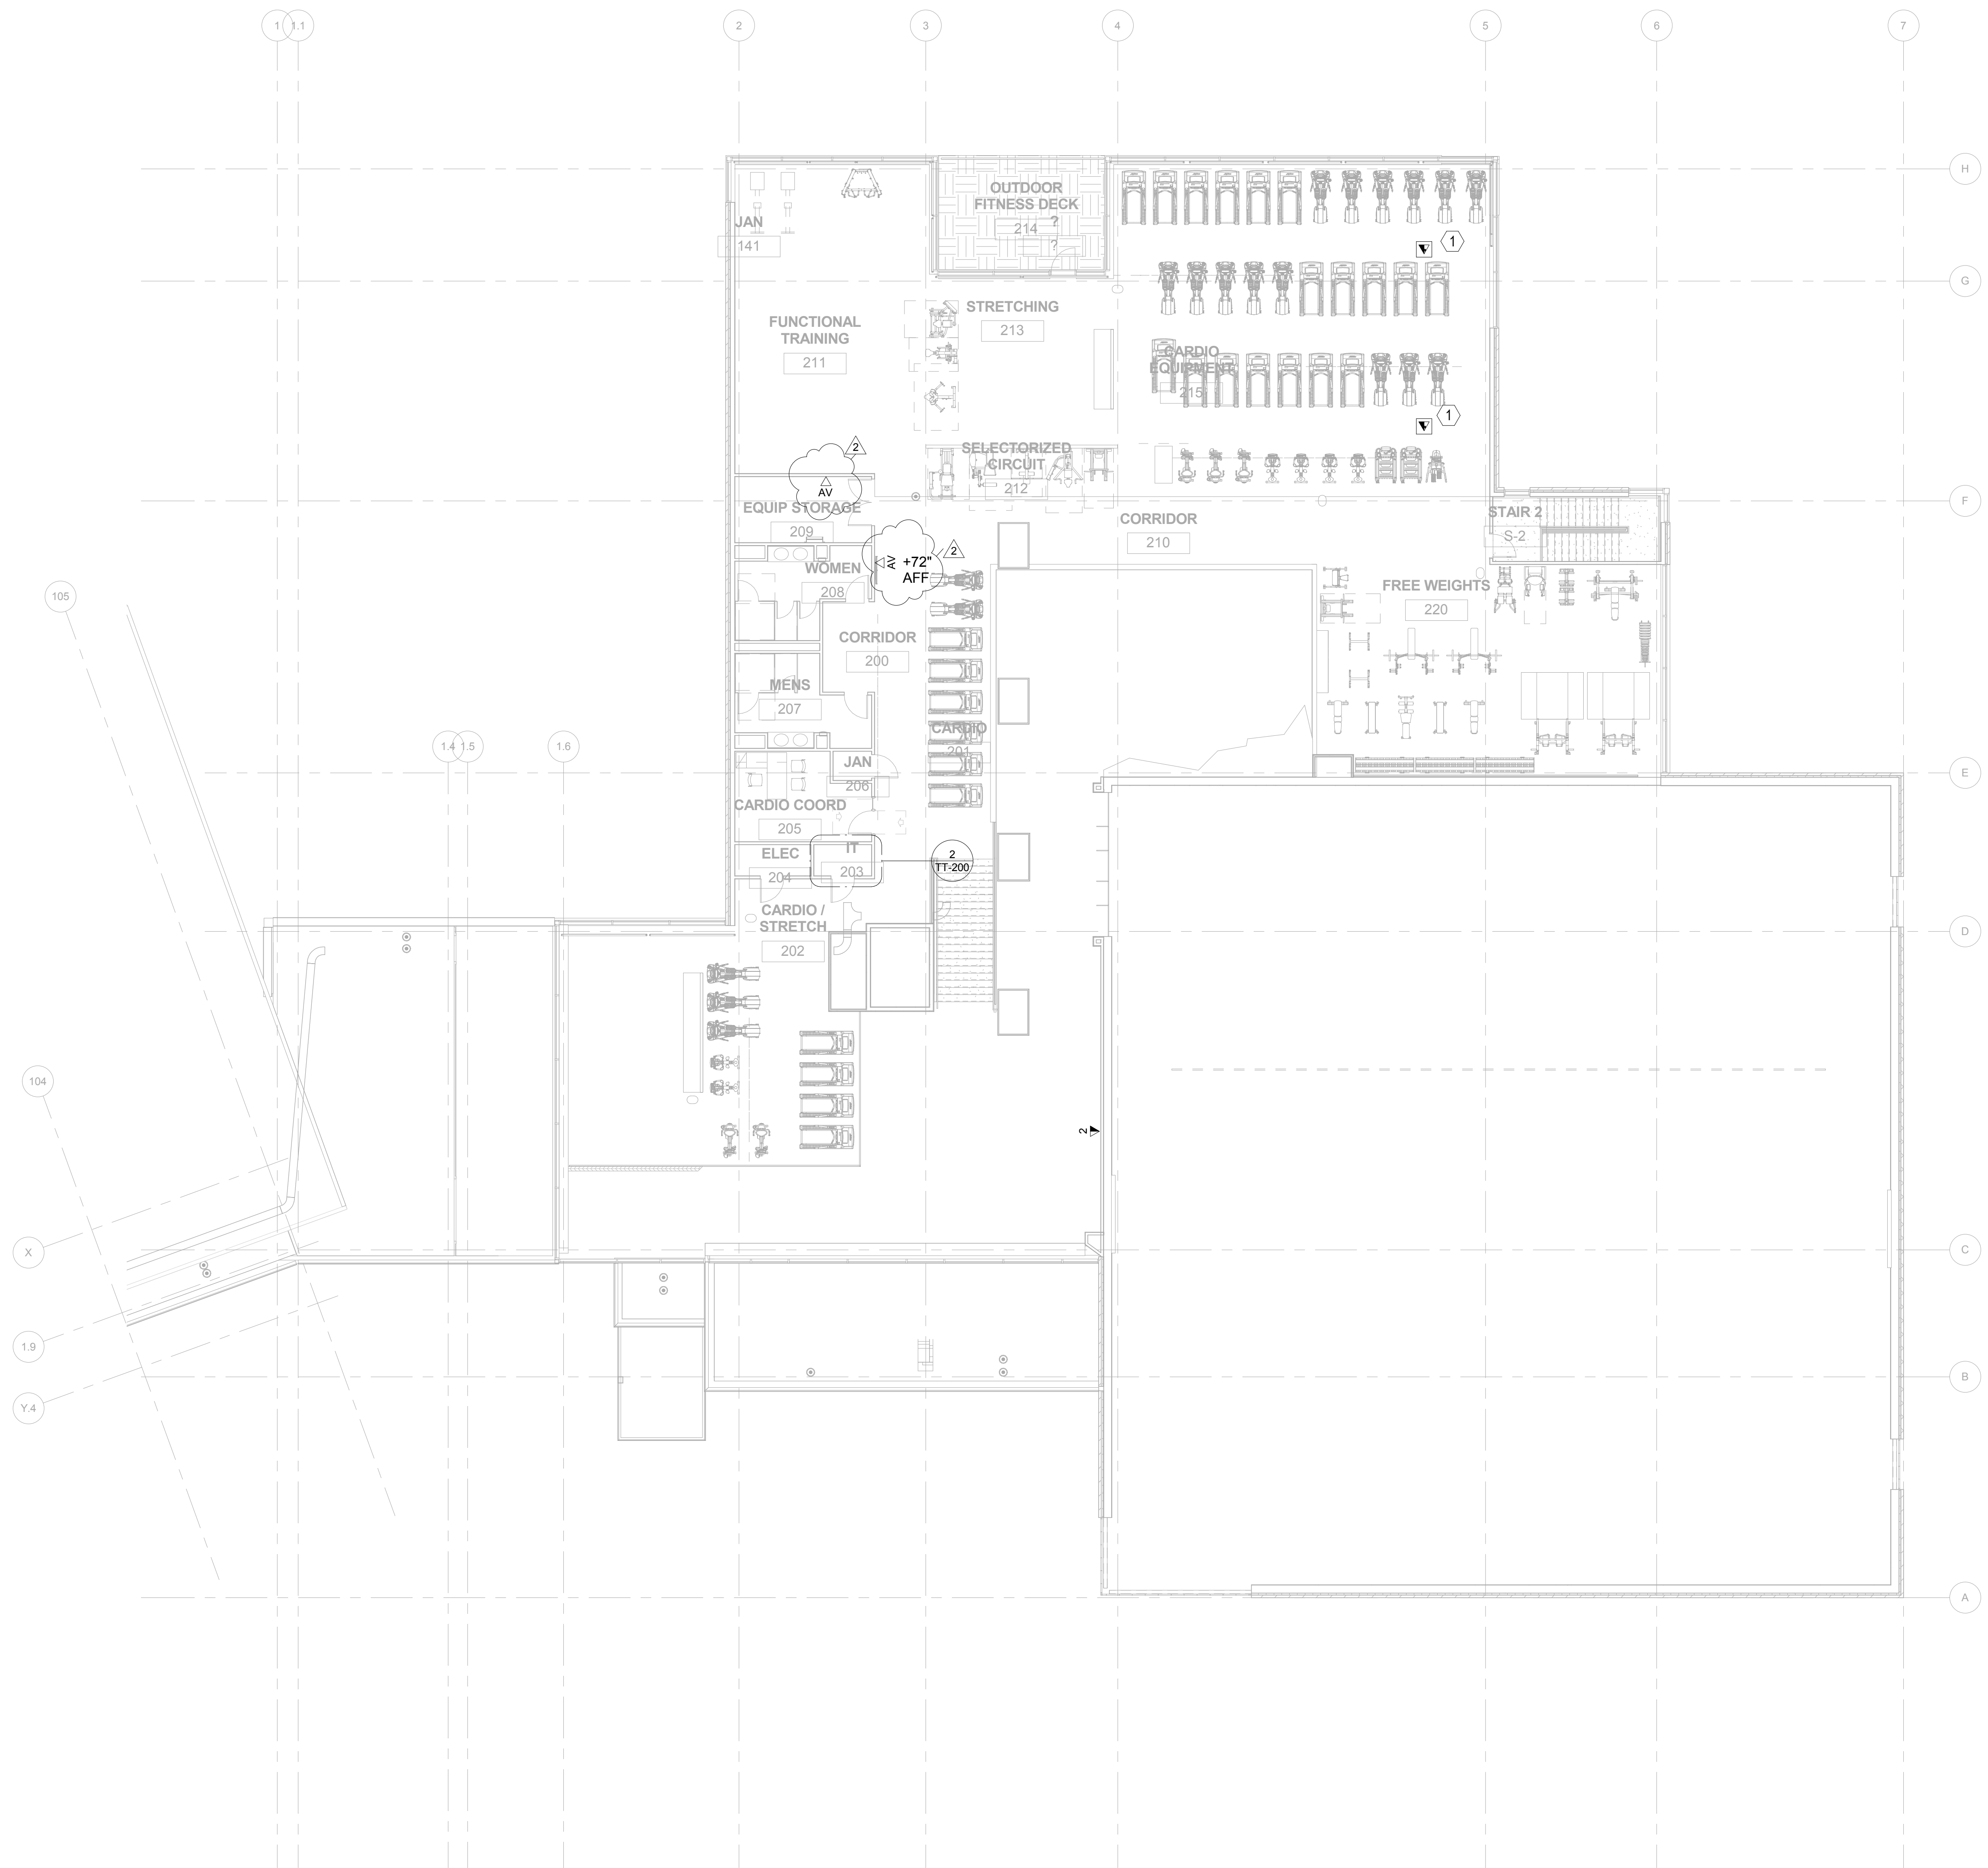 1
1.1
2
3
4
5
6
7
H
OUTDOOR
FITNESS DECK
214
?
?
JAN
141
1
G
STRETCHING
213
FUNCTIONAL
TRAINING
211
CARDIO
EQUIPMENT
215
1
2
AV
SELECTORIZED
CIRCUIT
212
EQUIP STORAGE
209
F
CORRIDOR
210
STAIR 2
S-2
2
AV
+72"
AFF
WOMEN
208
FREE WEIGHTS
220
105
CORRIDOR
200
MENS
207
CARDIO
201
1.4
1.5
1.6
JAN
206
E
CARDIO COORD
205
ELEC
204
IT
203
2
TT-200
CARDIO /
STRETCH
202
D
104
2
X
C
1.9
B
Y.4
A